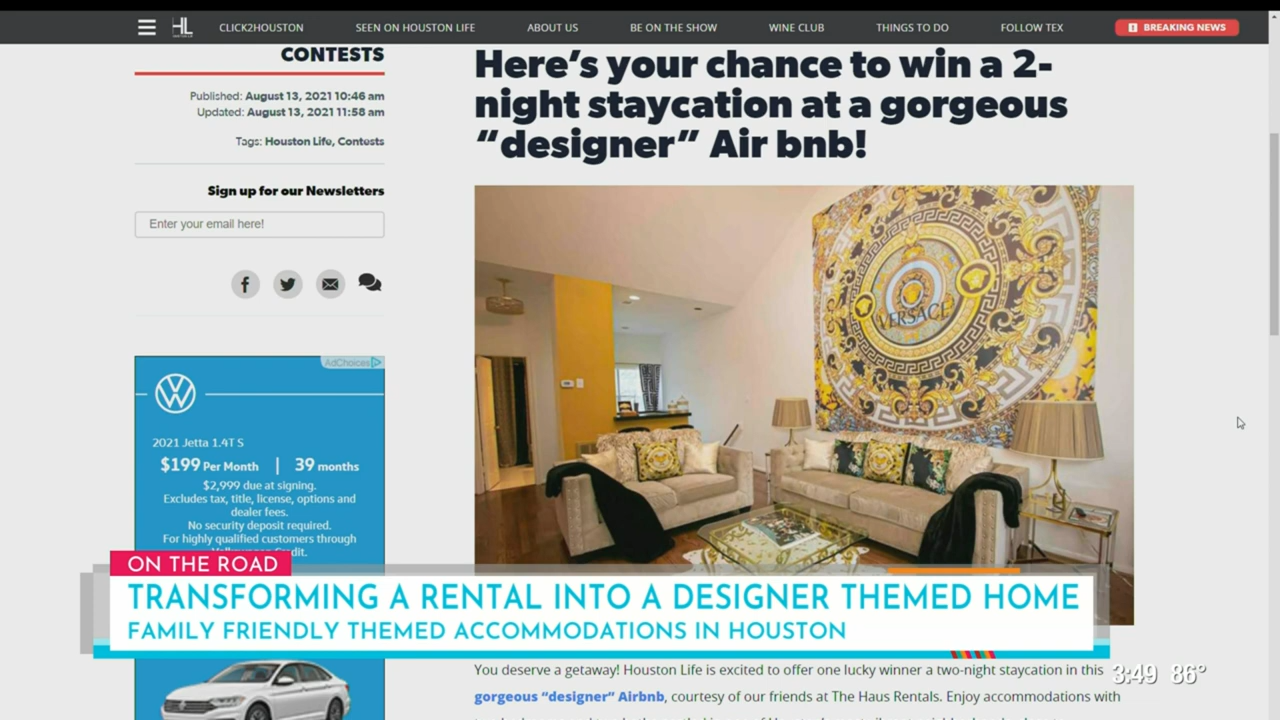 HL
CLICK2HOUSTON
SEEN ON HOUSTON LIFE
ABOUT US
BE ON THE SHOW
WINE CLUB
THINGS TO DO
FOLLOW TEX
BREAKING NEWS
CONTESTS
Published: August 13, 2021 10:46 am
Updated: August 13, 2021 11:58 am
Tags: Houston Life, Contests
Sign up for our Newsletters
Enter your email here!
AdChoices
2021 Jetta 1.4T S
$199 Per Month | 39 months
$2,999 due at signing.
Excludes tax, title, license, options and
dealer fees.
No security deposit required.
For highly qualified customers through
Here's your chance to win a 2-
night staycation at a gorgeous
"designer" Air bnb!
VERSACE
ON THE ROAD
TRANSFORMING A RENTAL INTO A DESIGNER THEMED HOME
FAMILY FRIENDLY THEMED ACCOMMODATIONS IN HOUSTON
You deserve a getaway! Houston Life is excited to offer one lucky winner a two-night staycation in this
gorgeous "designer" Airbnb, courtesy of our friends at The Haus Rentals. Enjoy accommodations with
3:49 86°